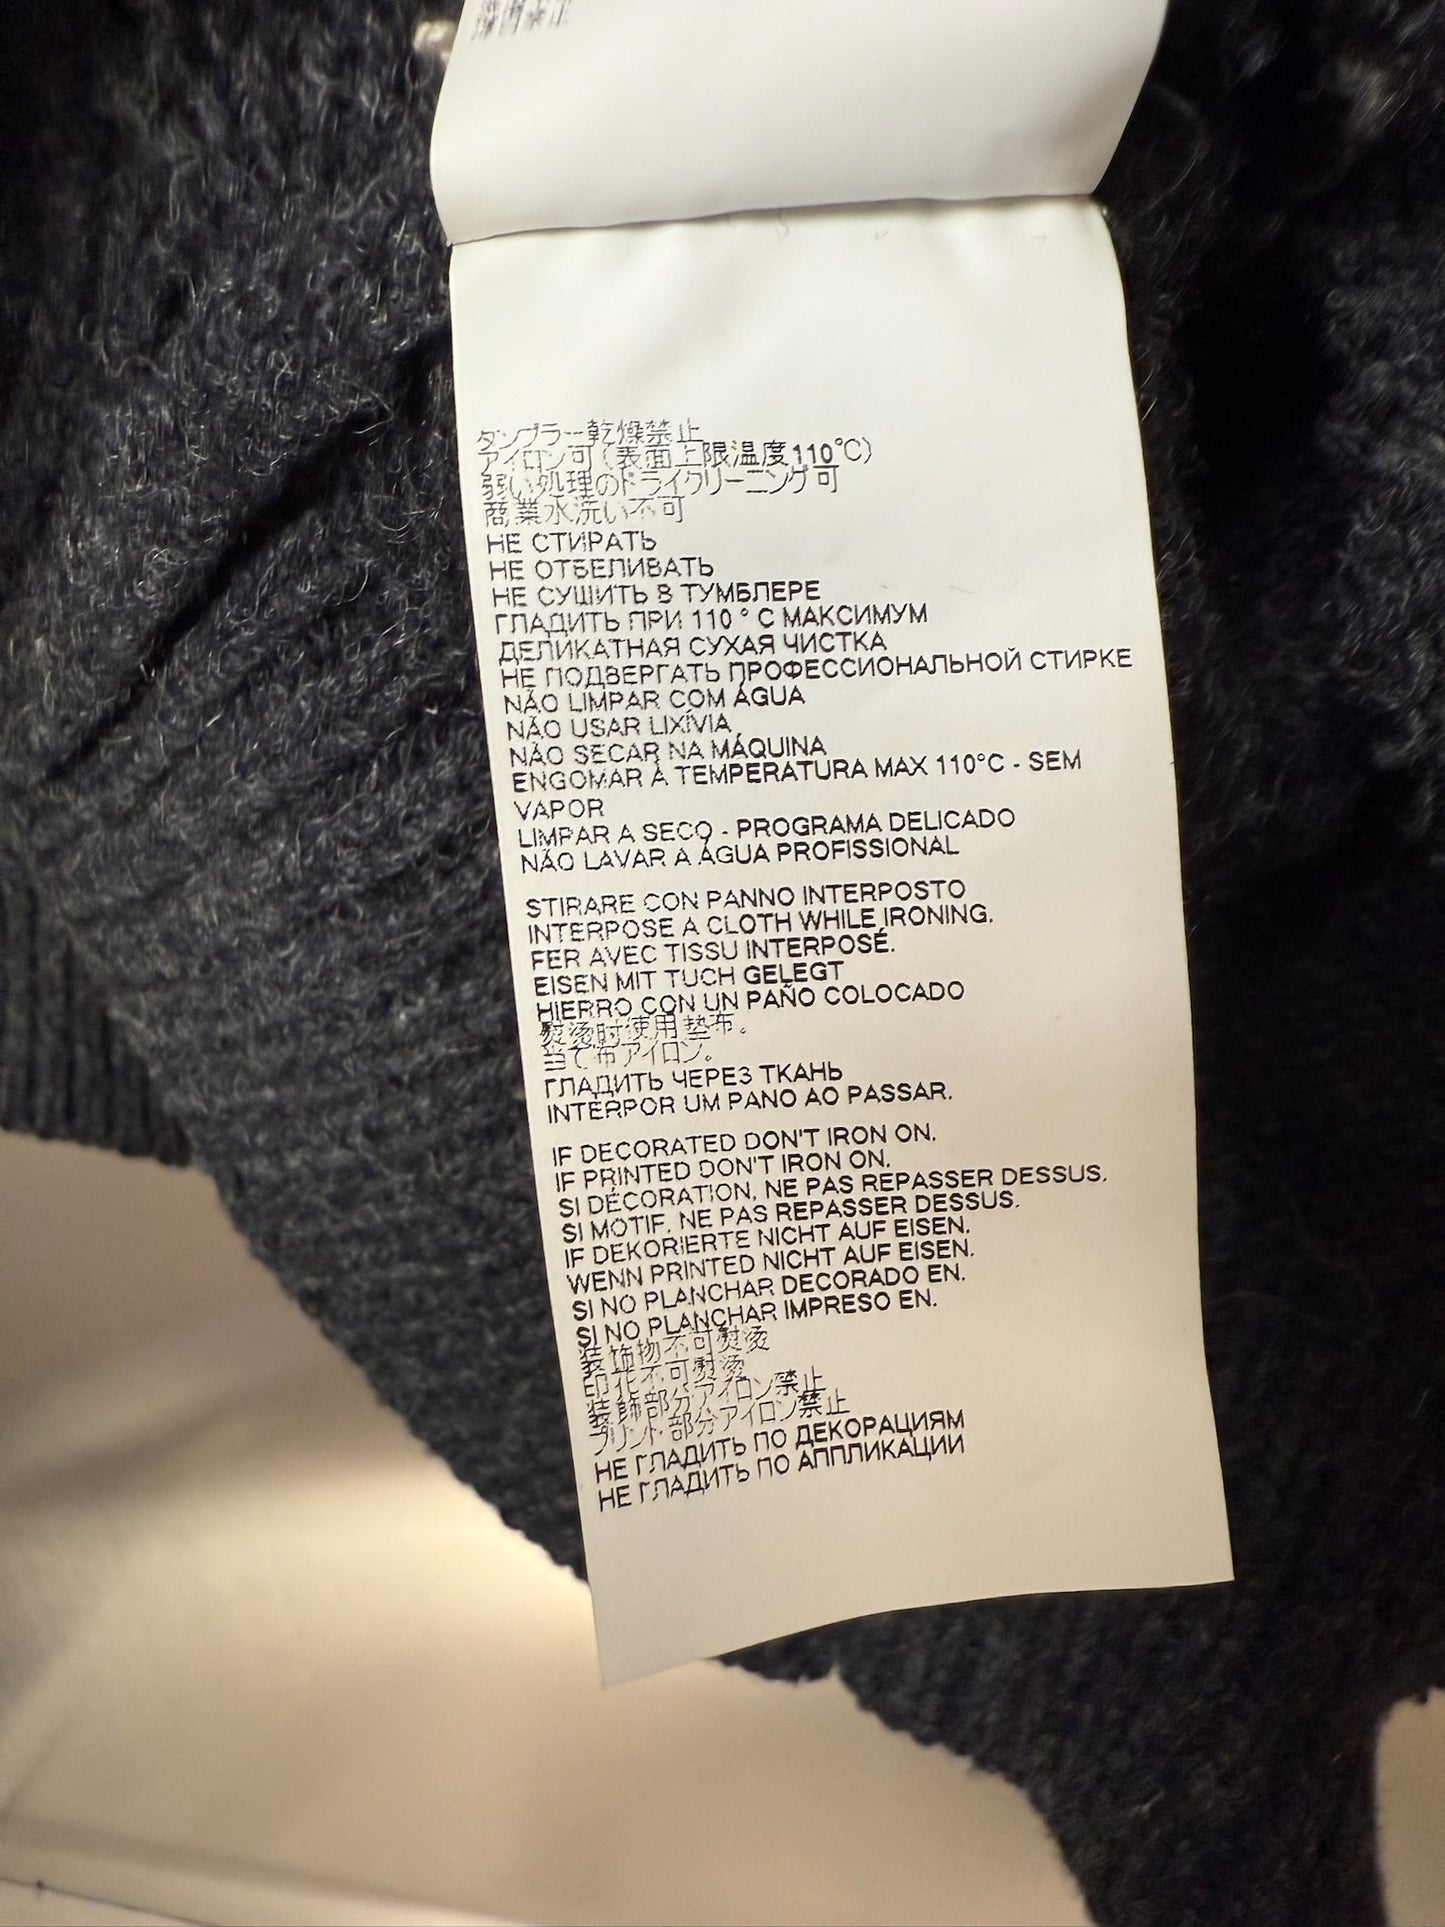 タンブラー乾燥禁止
アイロン可(表面上限温度110°C)
弱い処理のドライクリーニング可
商業水洗い不可
НЕ СТИРАТЬ
НЕ ОТБЕЛИВАТЬ
НЕ СУШИТЬ В ТУМБЛЕРЕ
ГЛАДИТЬ ПРИ 110 ° C МАКСИМУМ
ДЕЛИКАТНАЯ СУХАЯ ЧИСТКА
НЕ ПОДВЕРГАТЬ ПРОФЕССИОНАЛЬНОЙ СТИРКЕ
NÃO LIMPAR COM ÁGUA
NÃO USAR LIXÍVIA
NÃO SECAR NA MÁQUINA
ENGOMAR À TEMPERATURA MAX 110°C - SEM
VAPOR
LIMPAR A SECO - PROGRAMA DELICADO
NÃO LAVAR A ÁGUA PROFISSIONAL
STIRARE CON PANNO INTERPOSTO
INTERPOSE A CLOTH WHILE IRONING.
FER AVEC TISSU INTERPOSÉ.
EISEN MIT TUCH GELEGT
HIERRO CON UN PAÑO COLOCADO
熨烫时使用垫布。
当て布アイロン。
ГЛАДИТЬ ЧЕРЕЗ ТКАНЬ
INTERPOR UM PANO AO PASSAR.
IF DECORATED DON'T IRON ON.
IF PRINTED DON'T IRON ON.
SI DÉCORATION, NE PAS REPASSER DESSUS.
SI MOTIF, NE PAS REPASSER DESSUS.
IF DEKORIERTE NICHT AUF EISEN.
WENN PRINTED NICHT AUF EISEN.
SI NO PLANCHAR DECORADO EN.
SI NO PLANCHAR IMPRESO EN.
装饰物不可熨烫
印花不可熨烫
装飾部分アイロン禁止
プリント部分アイロン禁止
НЕ ГЛАДИТЬ ПО ДЕКОРАЦИЯМ
НЕ ГЛАДИТЬ ПО АППЛИКАЦИИ